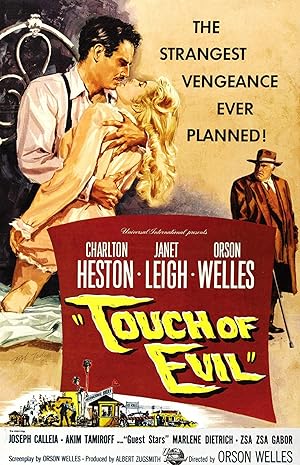 THE
STRANGEST
VENGEANCE
EVER
PLANNED!
Universal International presents
CHARLTON JANET ORSON
HESTON · LEIGH · WELLES
"TOUCH OF
EVIL"
JOSEPH CALLEIA · AKIM TAMIROFF ... "Guest Stars" MARLENE DIETRICH · ZSA ZSA GABOR
Screenplay by ORSON WELLES · Produced by ALBERT ZUGSMITH Directed by ORSON WELLES